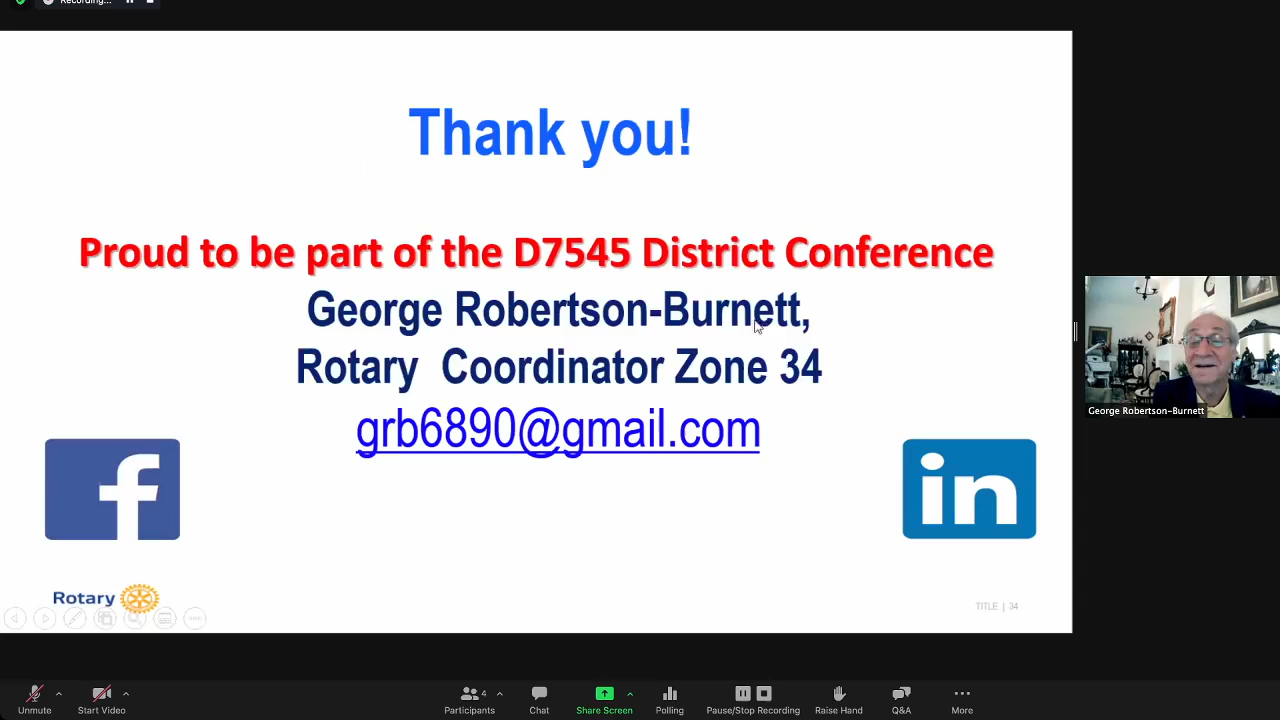 Recording...
Thank you!
Proud to be part of the D7545 District Conference
George Robertson-Burnett,
Rotary Coordinator Zone 34
grb6890@gmail.com
f
in
Rotary
TITLE | 34
George Robertson-Burnett
Unmute
Start Video
4
Participants
Chat
Share Screen
Polling
Pause/Stop Recording
Raise Hand
Q&A
More